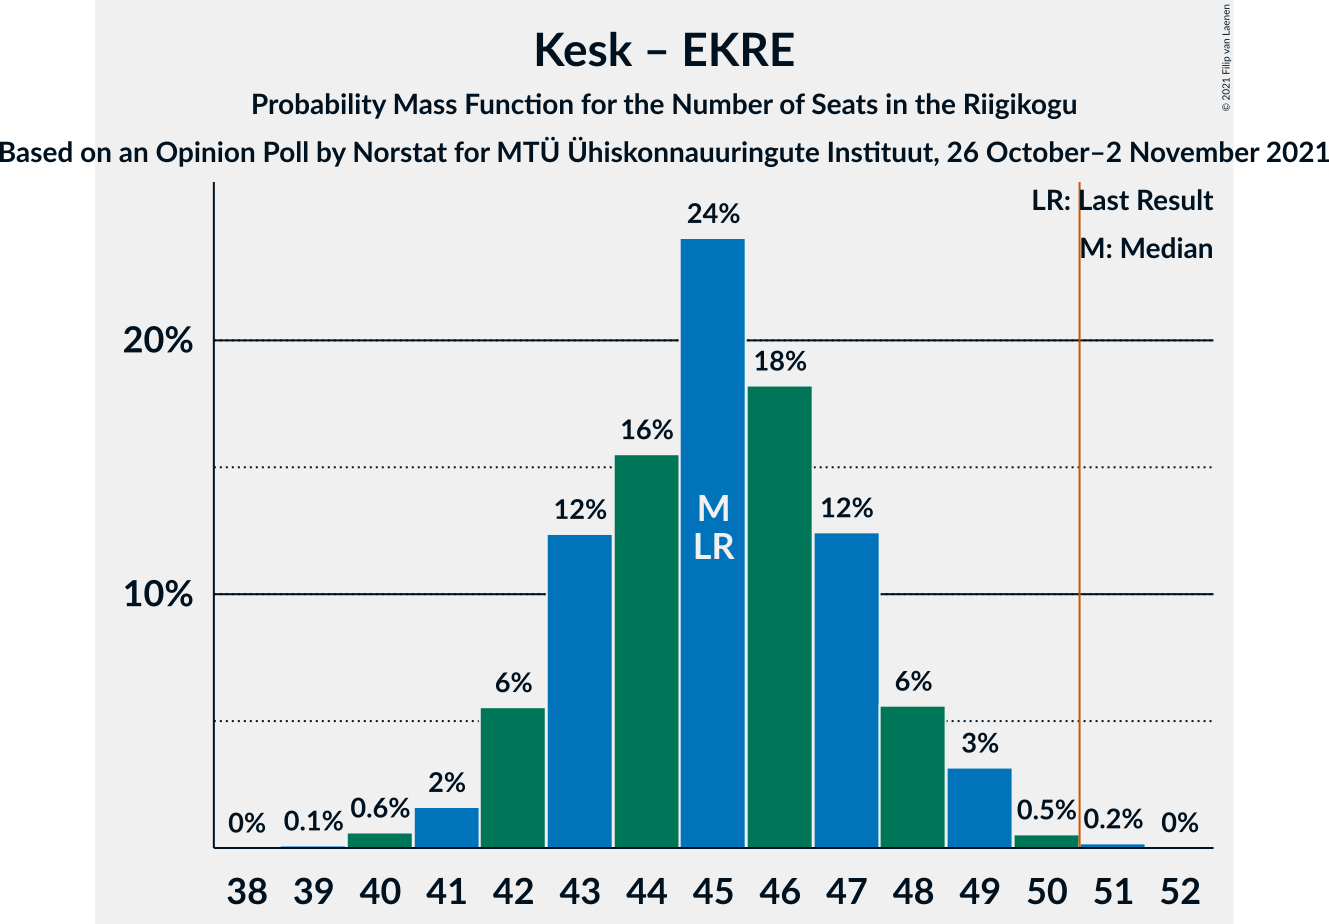 Kesk – EKRE
Probability Mass Function for the Number of Seats in the Riigikogu
Based on an Opinion Poll by Norstat for MTÜ Ühiskonnauuringute Instituut, 26 October–2 November 2021
© 2021 Filip van Laenen
LR: Last Result
M: Median
24%
20%
18%
16%
M
12%
12%
LR
10%
6%
6%
3%
2%
0%
0.1%
0.6%
0.5%
0.2%
0%
38 39 40 41 42 43 44 45 46 47 48 49 50 51 52